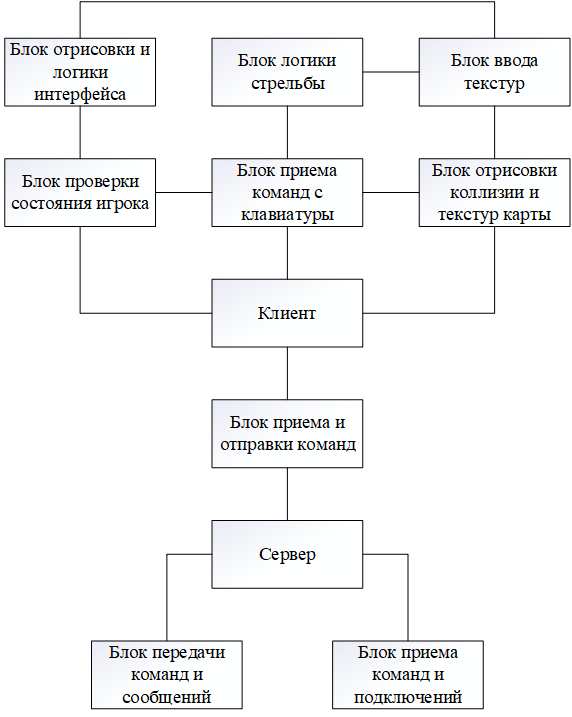 Блок отрисовки и
логики
интерфейса
Блок логики
стрельбы
Блок ввода
текстур
Блок проверки
состояния игрока
Блок приема
команд с
клавиатуры
Блок отрисовки
коллизии и
текстур карты
Клиент
Блок приема и
отправки команд
Сервер
Блок передачи
команд и
сообщений
Блок приема
команд и
подключений